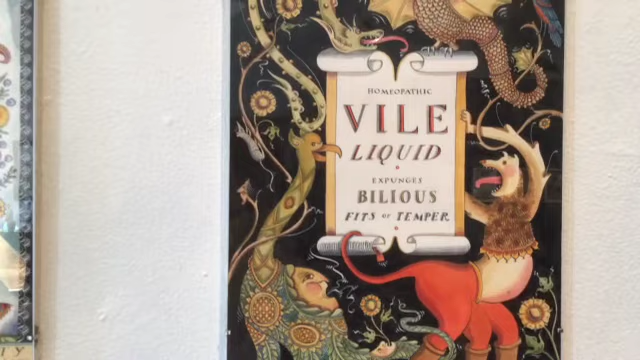 HOMEOPATHIC
VILE
LIQUID
EXPUNGES
BILIOUS
FITS OF TEMPER